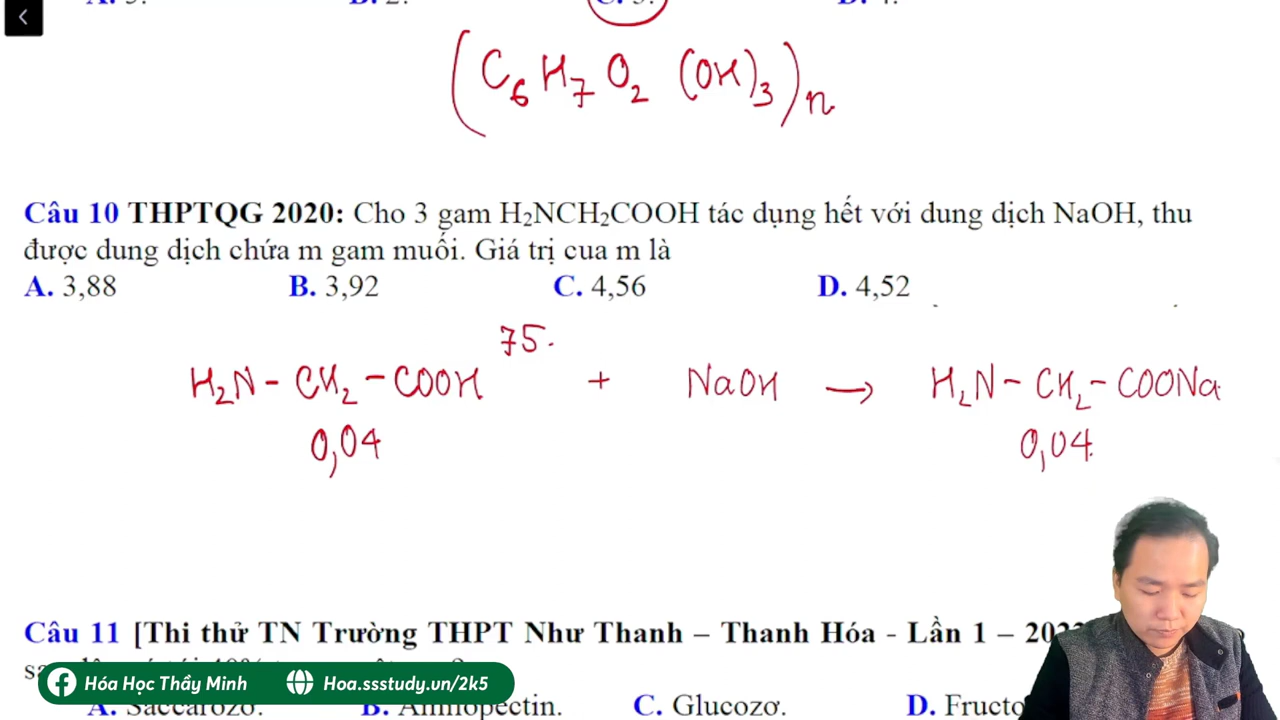 (C₆H₇O₂(OH)₃)n
Câu 10 THPTQG 2020: Cho 3 gam H₂NCH₂COOH tác dụng hết với dung dịch NaOH, thu
được dung dịch chứa m gam muối. Giá trị cua m là
A. 3,88 B. 3,92 C. 4,56 D. 4,52
75.
H₂N - CH₂ - COOH + NaOH → H₂N - CH₂ - COONa
0,04 0,04.
Câu 11 [Thi thử TN Trường THPT Như Thanh – Thanh Hóa - Lần 1 –
Hóa Học Thầy Minh Hoa.ssstudy.vn/2k5
A. Saccarozơ. B. Amilopectin. C. Glucozơ. D.